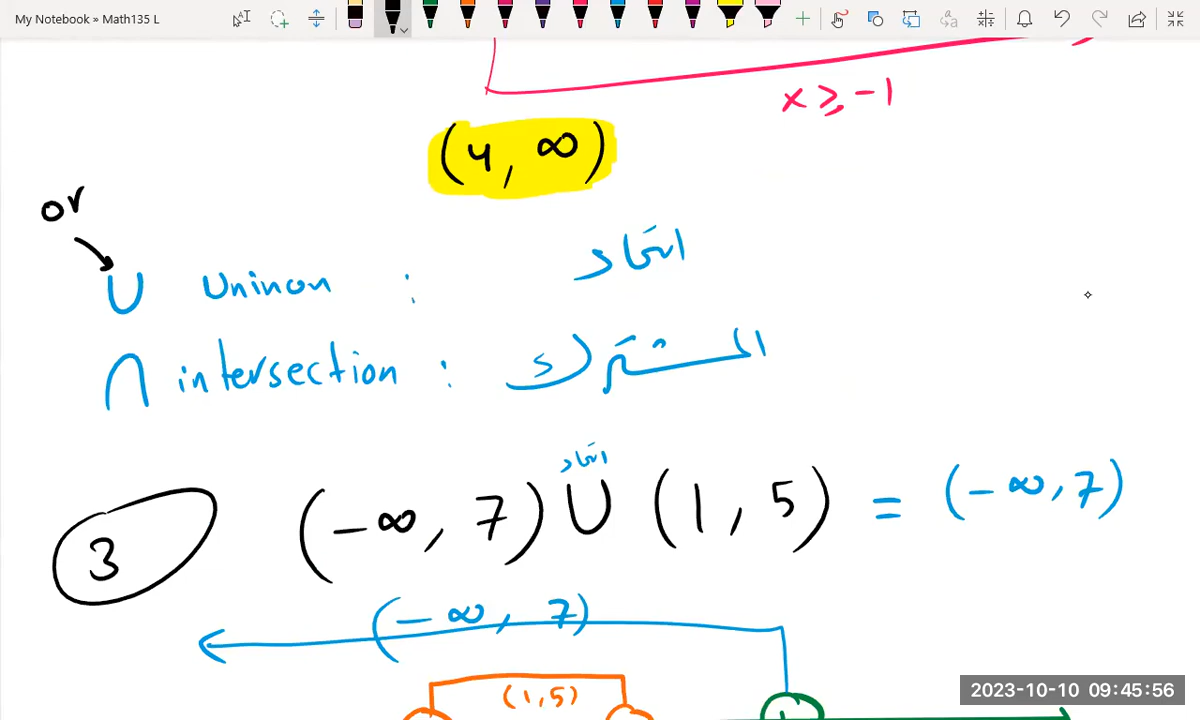 My Notebook » Math135 L
x ≥ -1
(4, ∞)
or
U Uninon : اتحاد
∩ intersection : المشترك
اتحاد
3 (-∞, 7) U (1, 5) = (-∞, 7)
(-∞, 7)
(1, 5)
2023-10-10 09:45:56